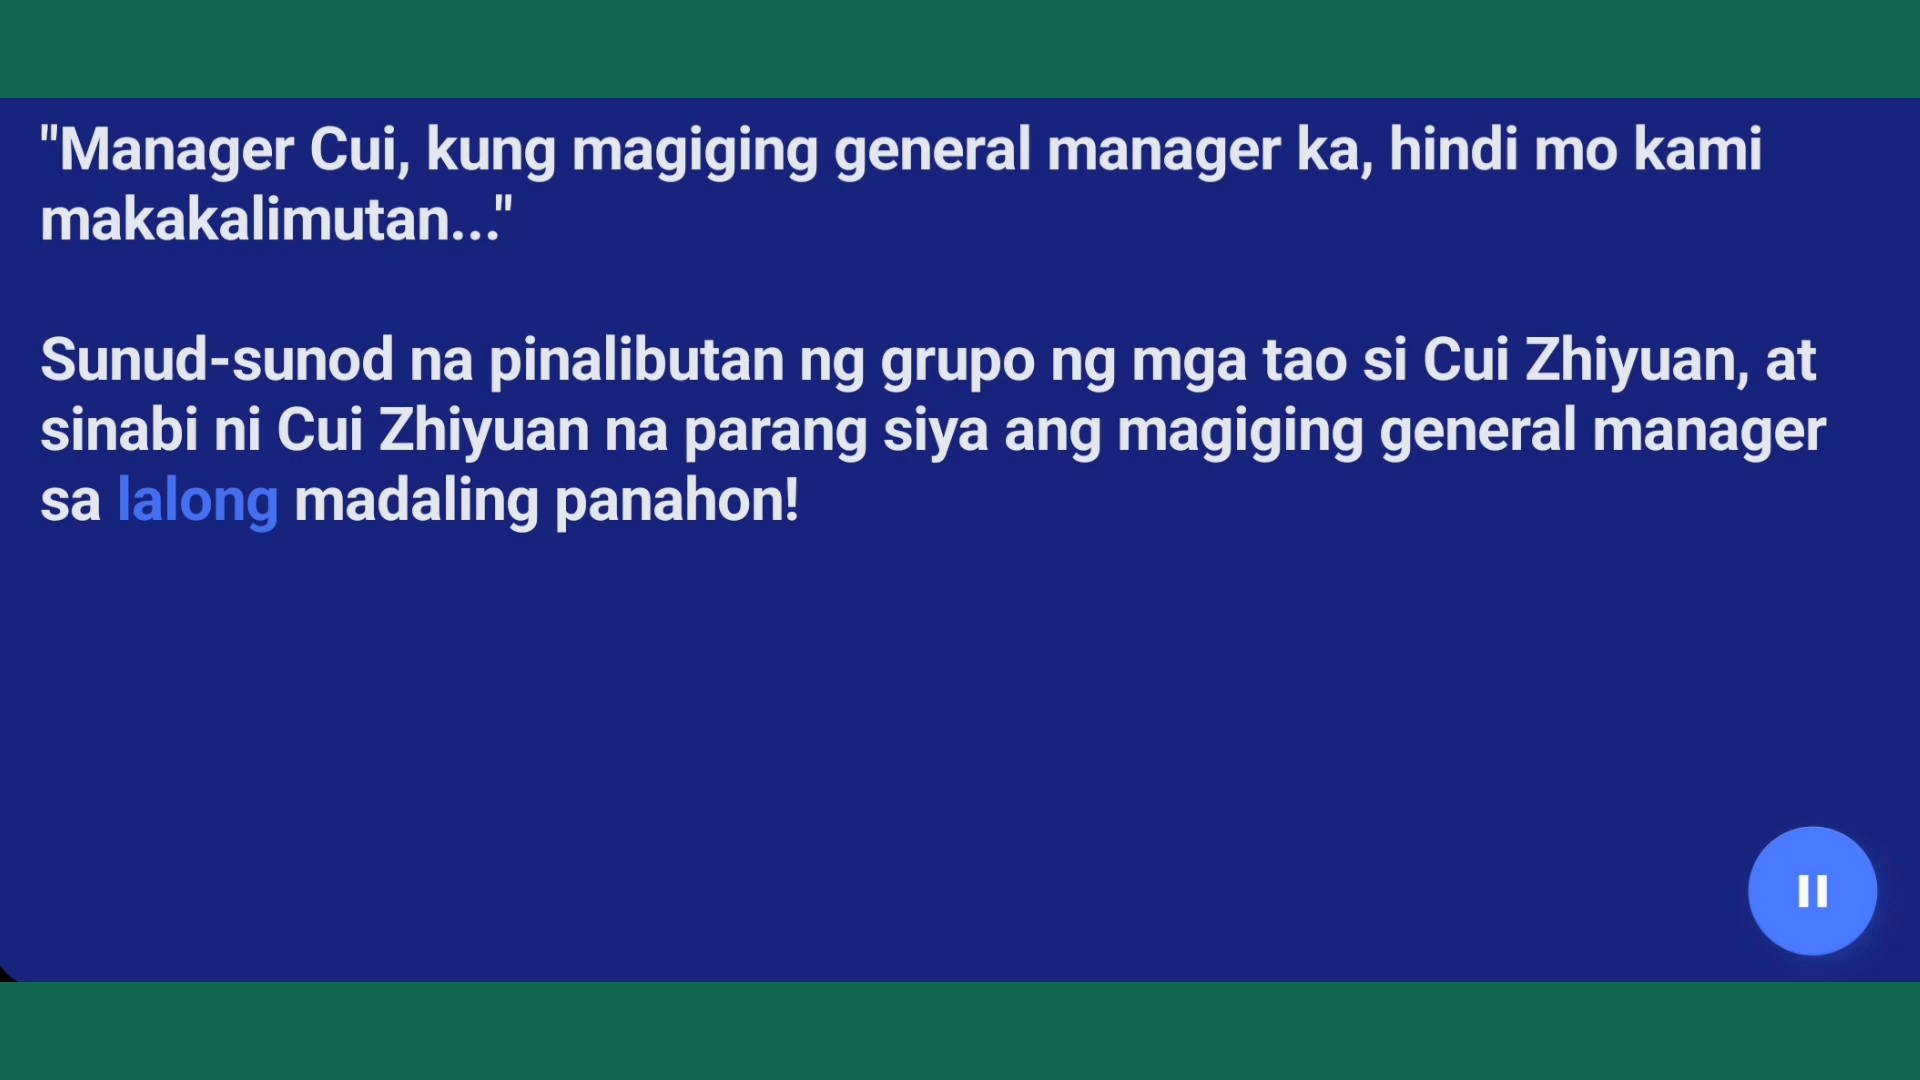 "Manager Cui, kung magiging general manager ka, hindi mo kami
makakalimutan..."
Sunud-sunod na pinalibutan ng grupo ng mga tao si Cui Zhiyuan, at
sinabi ni Cui Zhiyuan na parang siya ang magiging general manager
sa lalong madaling panahon!